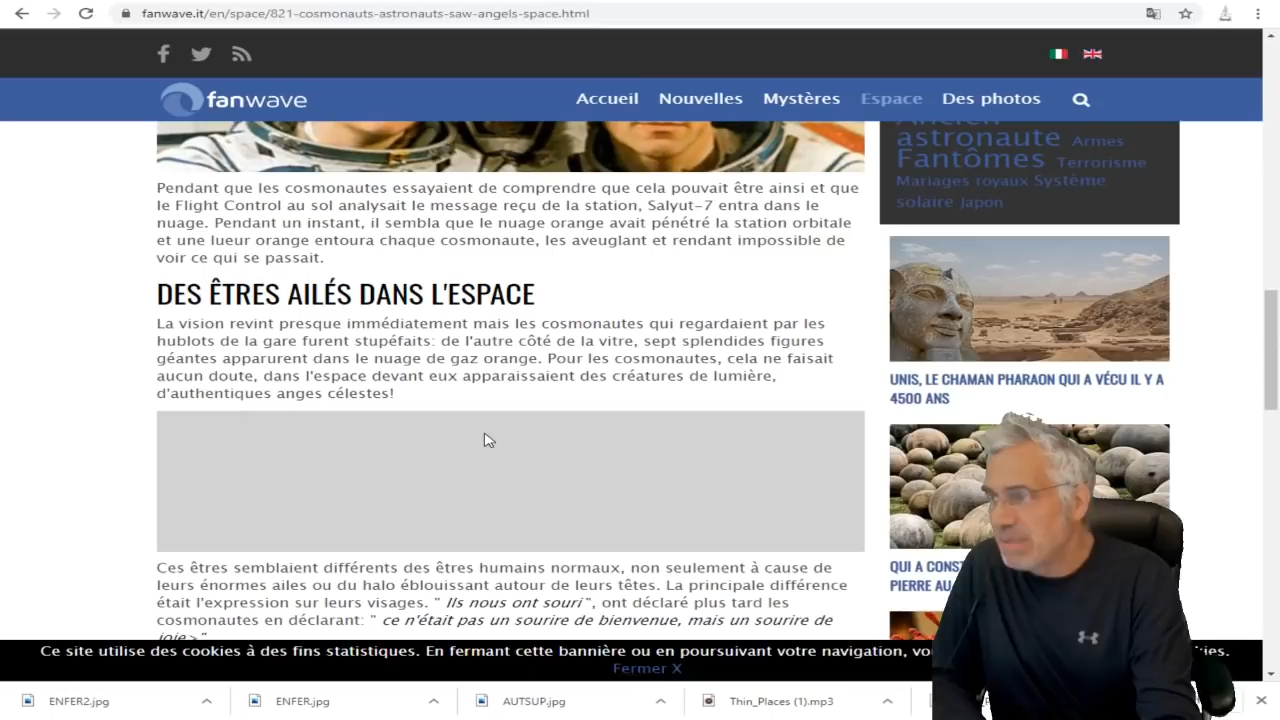 fanwave.it/en/space/821-cosmonauts-astronauts-saw-angels-space.html
fanwave
Accueil Nouvelles Mystères Espace Des photos
Ancien
astronaute Armes
Fantômes Terrorisme
Mariages royaux Système
solaire Japon
Pendant que les cosmonautes essayaient de comprendre que cela pouvait être ainsi et que
le Flight Control au sol analysait le message reçu de la station, Salyut-7 entra dans le
nuage. Pendant un instant, il sembla que le nuage orange avait pénétré la station orbitale
et une lueur orange entoura chaque cosmonaute, les aveuglant et rendant impossible de
voir ce qui se passait.
DES ÊTRES AILÉS DANS L'ESPACE
La vision revint presque immédiatement mais les cosmonautes qui regardaient par les
hublots de la gare furent stupéfaits: de l'autre côté de la vitre, sept splendides figures
géantes apparurent dans le nuage de gaz orange. Pour les cosmonautes, cela ne faisait
aucun doute, dans l'espace devant eux apparaissaient des créatures de lumière,
d'authentiques anges célestes!
Ces êtres semblaient différents des êtres humains normaux, non seulement à cause de
leurs énormes ailes ou du halo éblouissant autour de leurs têtes. La principale différence
était l'expression sur leurs visages. " Ils nous ont souri ", ont déclaré plus tard les
cosmonautes en déclarant: " ce n'était pas un sourire de bienvenue, mais un sourire de
joie>"
UNIS, LE CHAMAN PHARAON QUI A VÉCU IL Y A
4500 ANS
QUI A
PIERRE AU
Ce site utilise des cookies à des fins statistiques. En fermant cette bannière ou en poursuivant votre navigation,
Fermer X
ENFER2.jpg ENFER.jpg AUTSUP.jpg Thin_Places (1).mp3